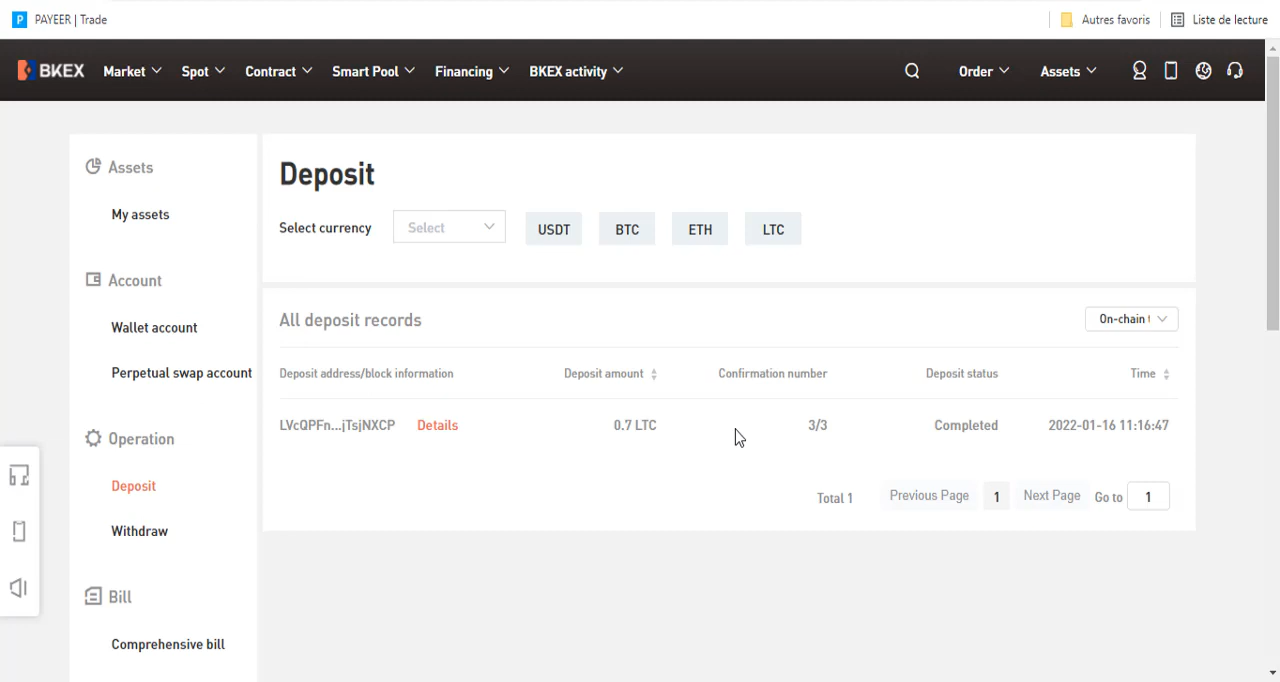 PAYEER | Trade
Autres favoris
Liste de lecture
BKEX
Market
Spot
Contract
Smart Pool
Financing
BKEX activity
Order
Assets
Assets
My assets
Account
Wallet account
Perpetual swap account
Operation
Deposit
Withdraw
Bill
Comprehensive bill
Deposit
Select currency
Select
USDT
BTC
ETH
LTC
All deposit records
On-chain t
Deposit address/block information
Deposit amount
Confirmation number
Deposit status
Time
LVcQPFn...jTsjNXCP
Details
0.7 LTC
3/3
Completed
2022-01-16 11:16:47
Total 1
Previous Page
1
Next Page
Go to
1